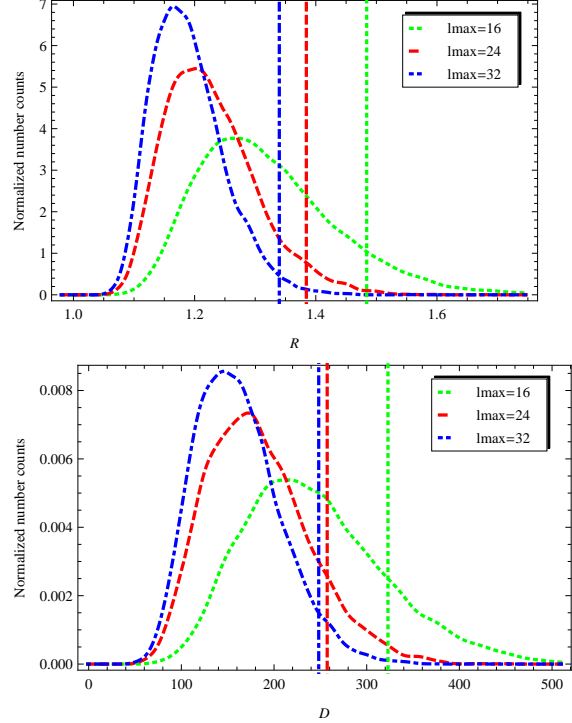 7
6
5
4
3
2
1
0
Normalized number counts
lmax=16
lmax=24
lmax=32
1.0 1.2 1.4 1.6
R
0.008
0.006
0.004
0.002
0.000
Normalized number counts
lmax=16
lmax=24
lmax=32
0 100 200 300 400 500
D